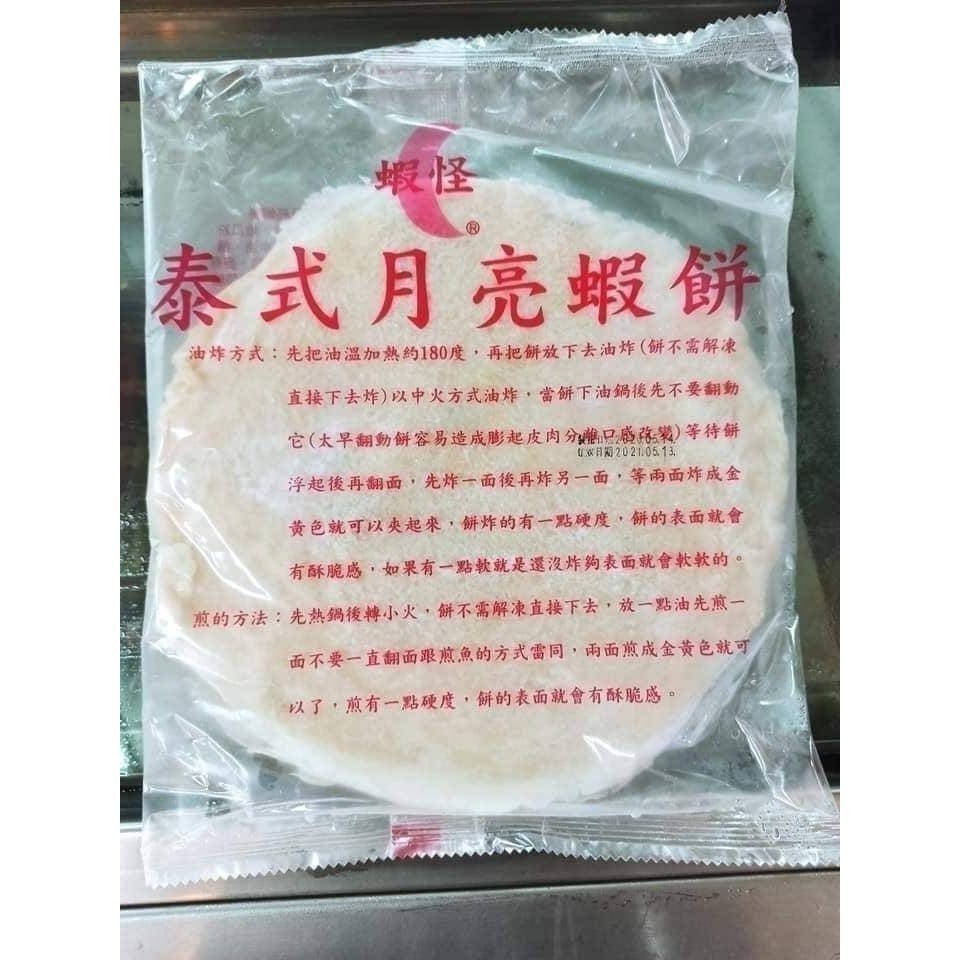 蝦怪
®
泰式月亮蝦餅
油炸方式：先把油溫加熱約180度，再把餅放下去油炸(餅不需解凍
直接下去炸)以中火方式油炸，當餅下油鍋後先不要翻動
它(太早翻動餅容易造成膨起皮肉分離口感改變)等待餅
2020.05.14.
2021.05.13.
浮起後再翻面，先炸一面後再炸另一面，等兩面炸成金
黃色就可以夾起來，餅炸的有一點硬度，餅的表面就會
有酥脆感，如果有一點軟就是還沒炸夠表面就會軟軟的。
煎的方法：先熱鍋後轉小火，餅不需解凍直接下去，放一點油先煎一
面不要一直翻面跟煎魚的方式雷同，兩面煎成金黃色就可
以了，煎有一點硬度，餅的表面就會有酥脆感。